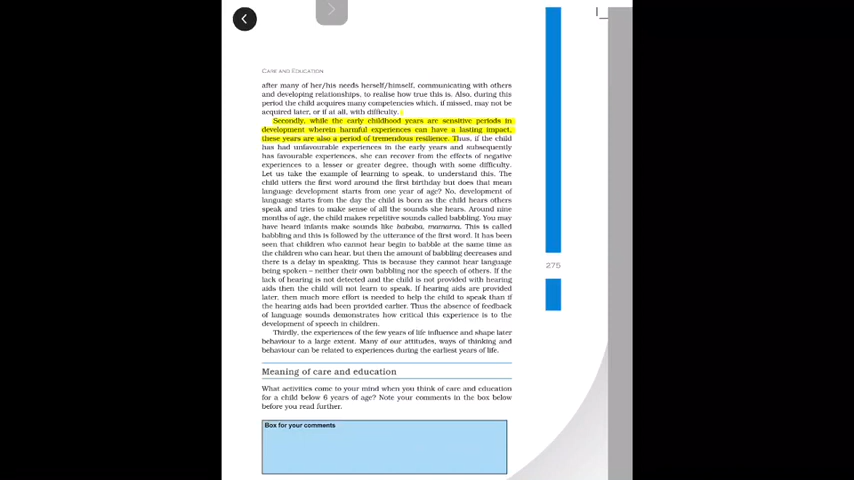 CARE AND EDUCATION
after many of her/his needs herself/himself, communicating with others
and developing relationships, to realise how true this is. Also, during this
period the child acquires many competencies which, if missed, may not be
acquired later, or if at all, with difficulty.
Secondly, while the early childhood years are sensitive periods in
development wherein harmful experiences can have a lasting impact,
these years are also a period of tremendous resilience. Thus, if the child
has had unfavourable experiences in the early years and subsequently
has favourable experiences, she can recover from the effects of negative
experiences to a lesser or greater degree, though with some difficulty.
Let us take the example of learning to speak, to understand this. The
child utters the first word around the first birthday but does that mean
language development starts from one year of age? No, development of
language starts from the day the child is born as the child hears others
speak and tries to make sense of all the sounds she hears. Around nine
months of age, the child makes repetitive sounds called babbling. You may
have heard infants make sounds like bababa, mamama. This is called
babbling and this is followed by the utterance of the first word. It has been
seen that children who cannot hear begin to babble at the same time as
the children who can hear, but then the amount of babbling decreases and
there is a delay in speaking. This is because they cannot hear language
being spoken – neither their own babbling nor the speech of others. If the
lack of hearing is not detected and the child is not provided with hearing
aids then the child will not learn to speak. If hearing aids are provided
later, then much more effort is needed to help the child to speak than if
the hearing aids had been provided earlier. Thus the absence of feedback
of language sounds demonstrates how critical this experience is to the
development of speech in children.
Thirdly, the experiences of the few years of life influence and shape later
behaviour to a large extent. Many of our attitudes, ways of thinking and
behaviour can be related to experiences during the earliest years of life.
275
Meaning of care and education
What activities come to your mind when you think of care and education
for a child below 6 years of age? Note your comments in the box below
before you read further.
Box for your comments